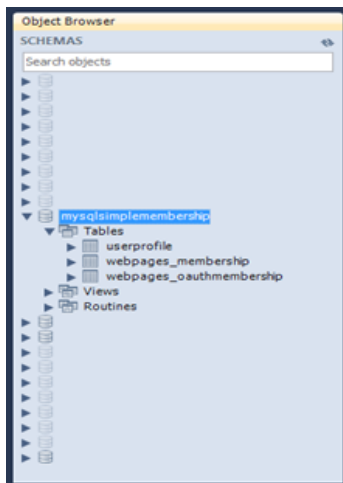 Object Browser
SCHEMAS
Search objects
mysqlsimplemembership
Tables
userprofile
webpages_membership
webpages_oauthmembership
Views
Routines